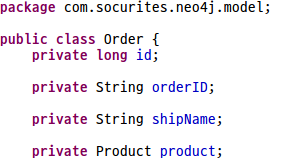 package com.socurites.neo4j.model;
public class Order {
private long id;
private String orderID;
private String shipName;
private Product product;